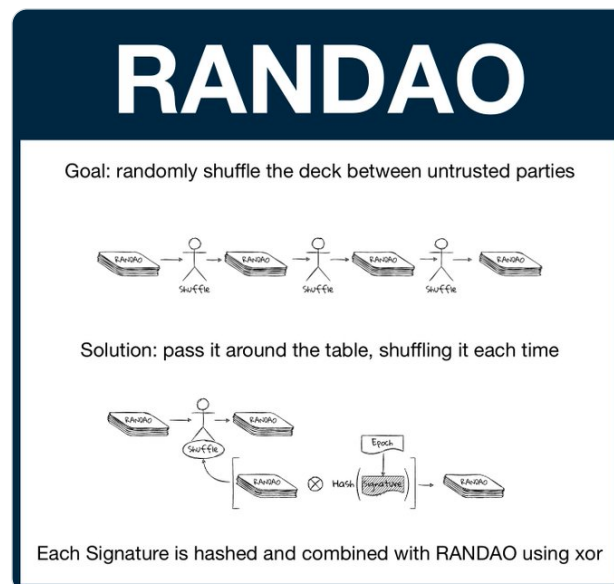 RANDAO
Goal: randomly shuffle the deck between untrusted parties
RANDAO RANDAO RANDAO RANDAO
Shuffle Shuffle Shuffle
Solution: pass it around the table, shuffling it each time
RANDAO RANDAO
Epoch
Shuffle
RANDAO ⊗ Hash(Signature) RANDAO
Each Signature is hashed and combined with RANDAO using xor